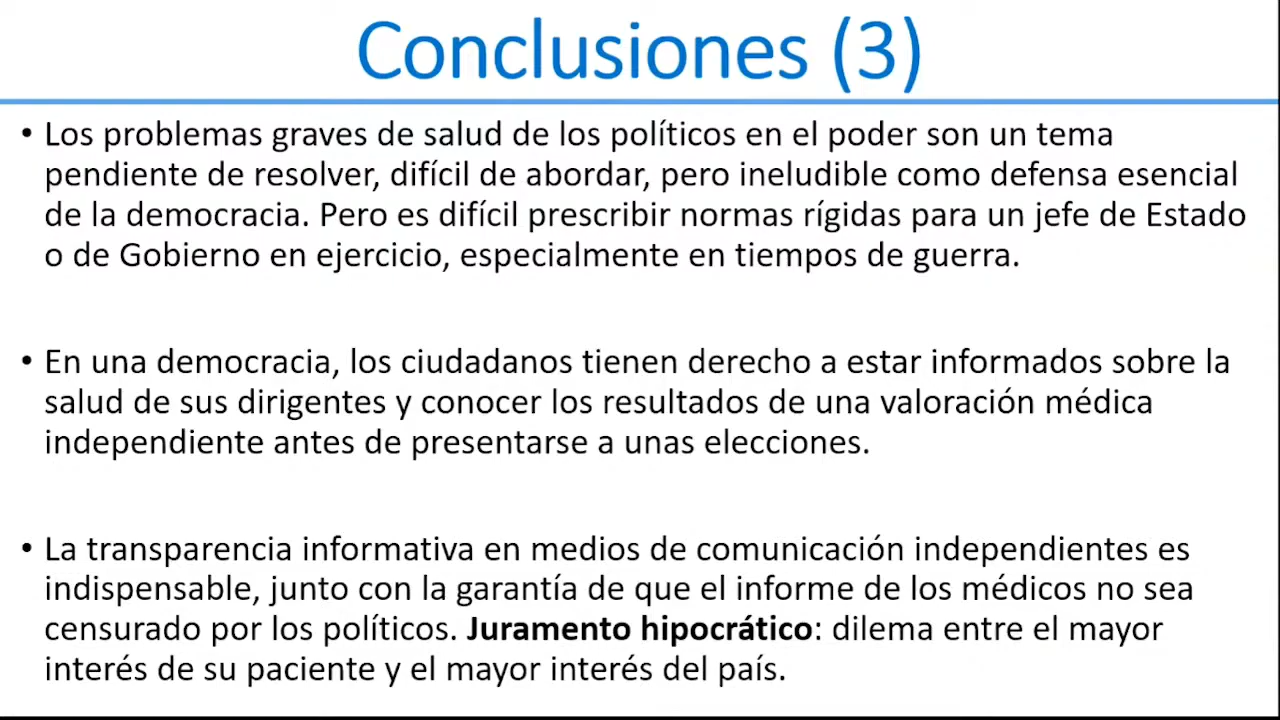 Conclusiones (3)
• Los problemas graves de salud de los políticos en el poder son un tema
pendiente de resolver, difícil de abordar, pero ineludible como defensa esencial
de la democracia. Pero es difícil prescribir normas rígidas para un jefe de Estado
o de Gobierno en ejercicio, especialmente en tiempos de guerra.
• En una democracia, los ciudadanos tienen derecho a estar informados sobre la
salud de sus dirigentes y conocer los resultados de una valoración médica
independiente antes de presentarse a unas elecciones.
• La transparencia informativa en medios de comunicación independientes es
indispensable, junto con la garantía de que el informe de los médicos no sea
censurado por los políticos. Juramento hipocrático: dilema entre el mayor
interés de su paciente y el mayor interés del país.